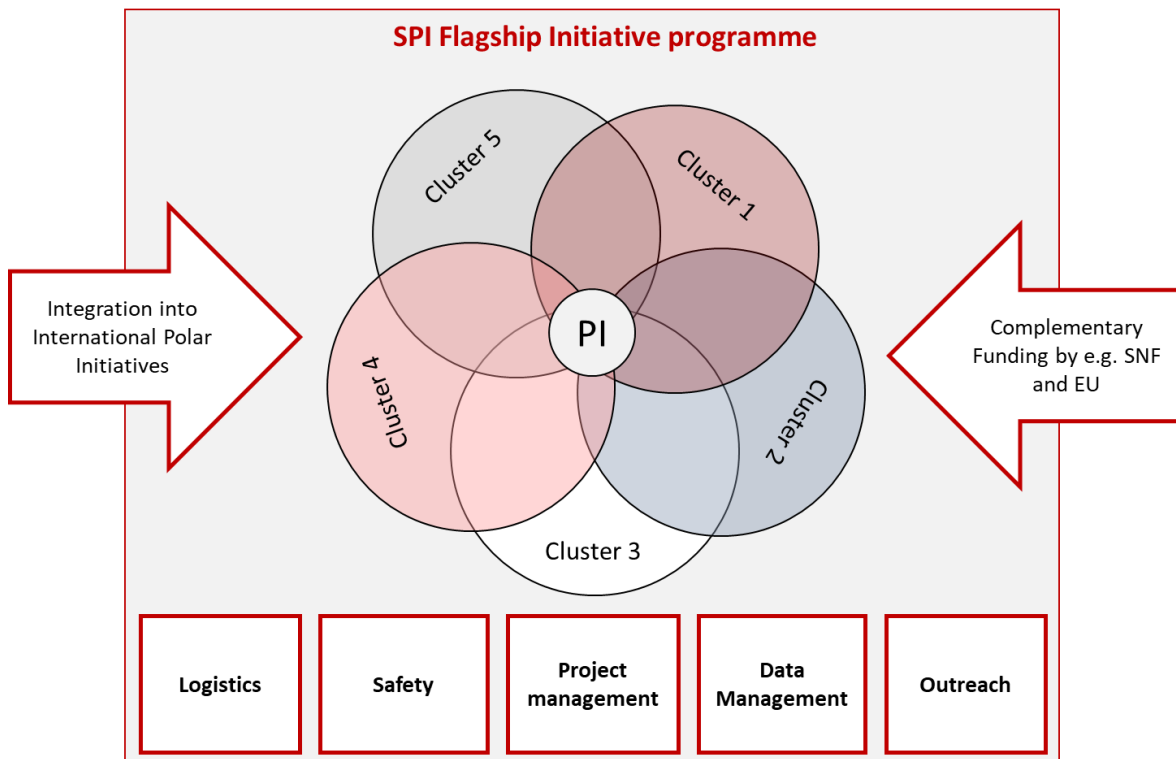 SPI Flagship Initiative programme
Cluster 5
Cluster 1
Integration into
International Polar
Initiatives
PI
Complementary
Funding by e.g. SNF
and EU
Cluster 4
Cluster 2
Cluster 3
Logistics
Safety
Project
management
Data
Management
Outreach